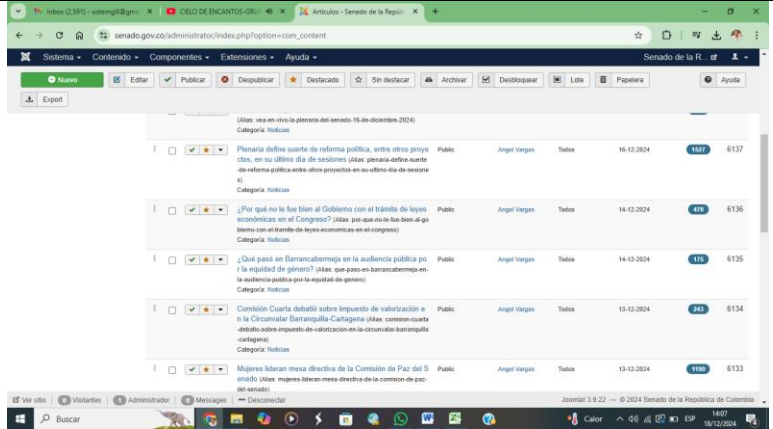 Inbox (2,591) - sistemgill@gma
CIELO DE ENCANTOS-GRU
Artículos - Senado de la Repúbl
senado.gov.co/administrator/index.php?option=com_content
Sistema Contenido Componentes Extensiones Ayuda Senado de la R...
Nuevo Editar Publicar Despublicar Destacado Sin destacar Archivar Desbloquear Lote Papelera Ayuda
Export
(Alias: vea-en-vivo-la-plenaria-del-senado-16-de-diciembre-2024)
Categoría: Noticias
Plenaria define suerte de reforma política, entre otros proye Public Angel Vargas Todos 16-12-2024 1527 6137
ctos, en su último día de sesiones (Alias: plenaria-define-suerte
-de-reforma-politica-entre-otros-proyectos-en-su-ultimo-dia-de-sesione
s)
Categoría: Noticias
¿Por qué no le fue bien al Gobierno con el trámite de leyes Public Angel Vargas Todos 14-12-2024 478 6136
económicas en el Congreso? (Alias: por-que-no-le-fue-bien-al-go
bierno-con-el-tramite-de-leyes-economicas-en-el-congreso)
Categoría: Noticias
¿Qué pasó en Barrancabermeja en la audiencia pública po Public Angel Vargas Todos 14-12-2024 175 6135
r la equidad de género? (Alias: que-paso-en-barrancabermeja-en-
la-audiencia-publica-por-la-equidad-de-genero)
Categoría: Noticias
Comisión Cuarta debatió sobre impuesto de valorización e Public Angel Vargas Todos 13-12-2024 243 6134
n la Circunvalar Barranquilla-Cartagena (Alias: comision-cuarta
-debatio-sobre-impuesto-de-valorizacion-en-la-circunvalar-barranquilla
-cartagena)
Categoría: Noticias
Mujeres lideran mesa directiva de la Comisión de Paz del S Public Angel Vargas Todos 13-12-2024 1190 6133
enado (Alias: mujeres-lideran-mesa-directiva-de-la-comision-de-paz-
del-senado)
Ver sitio 0 Visitantes 1 Administrador 0 Messages Desconectar Joomla! 3.9.22 — © 2024 Senado de la República de Colombia
Buscar Calor ESP 14:07
18/12/2024